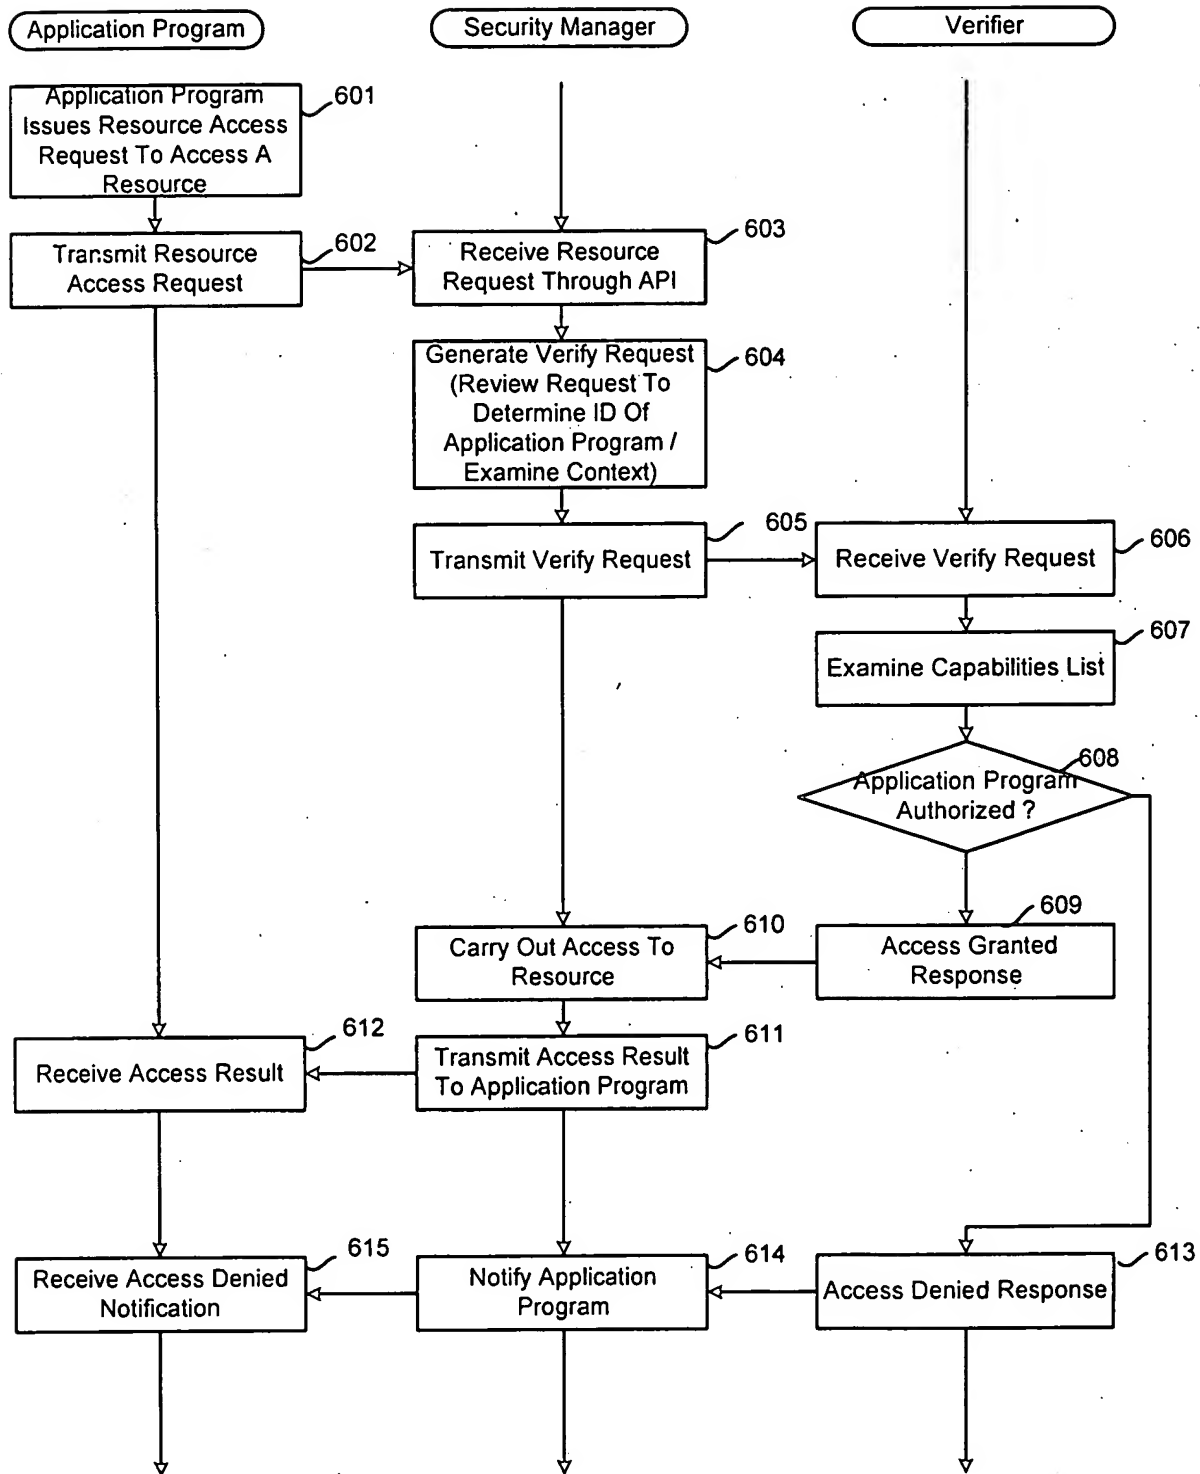 Application Program
Security Manager
Verifier
Application Program
Issues Resource Access
Request To Access A
Resource
601
Transmit Resource
Access Request
602
Receive Resource
Request Through API
603
Generate Verify Request
(Review Request To
Determine ID Of
Application Program /
Examine Context)
604
Transmit Verify Request
605
Receive Verify Request
606
Examine Capabilities List
607
Application Program
Authorized ?
608
Access Granted
Response
609
Carry Out Access To
Resource
610
Transmit Access Result
To Application Program
611
Receive Access Result
612
Access Denied Response
613
Notify Application
Program
614
Receive Access Denied
Notification
615